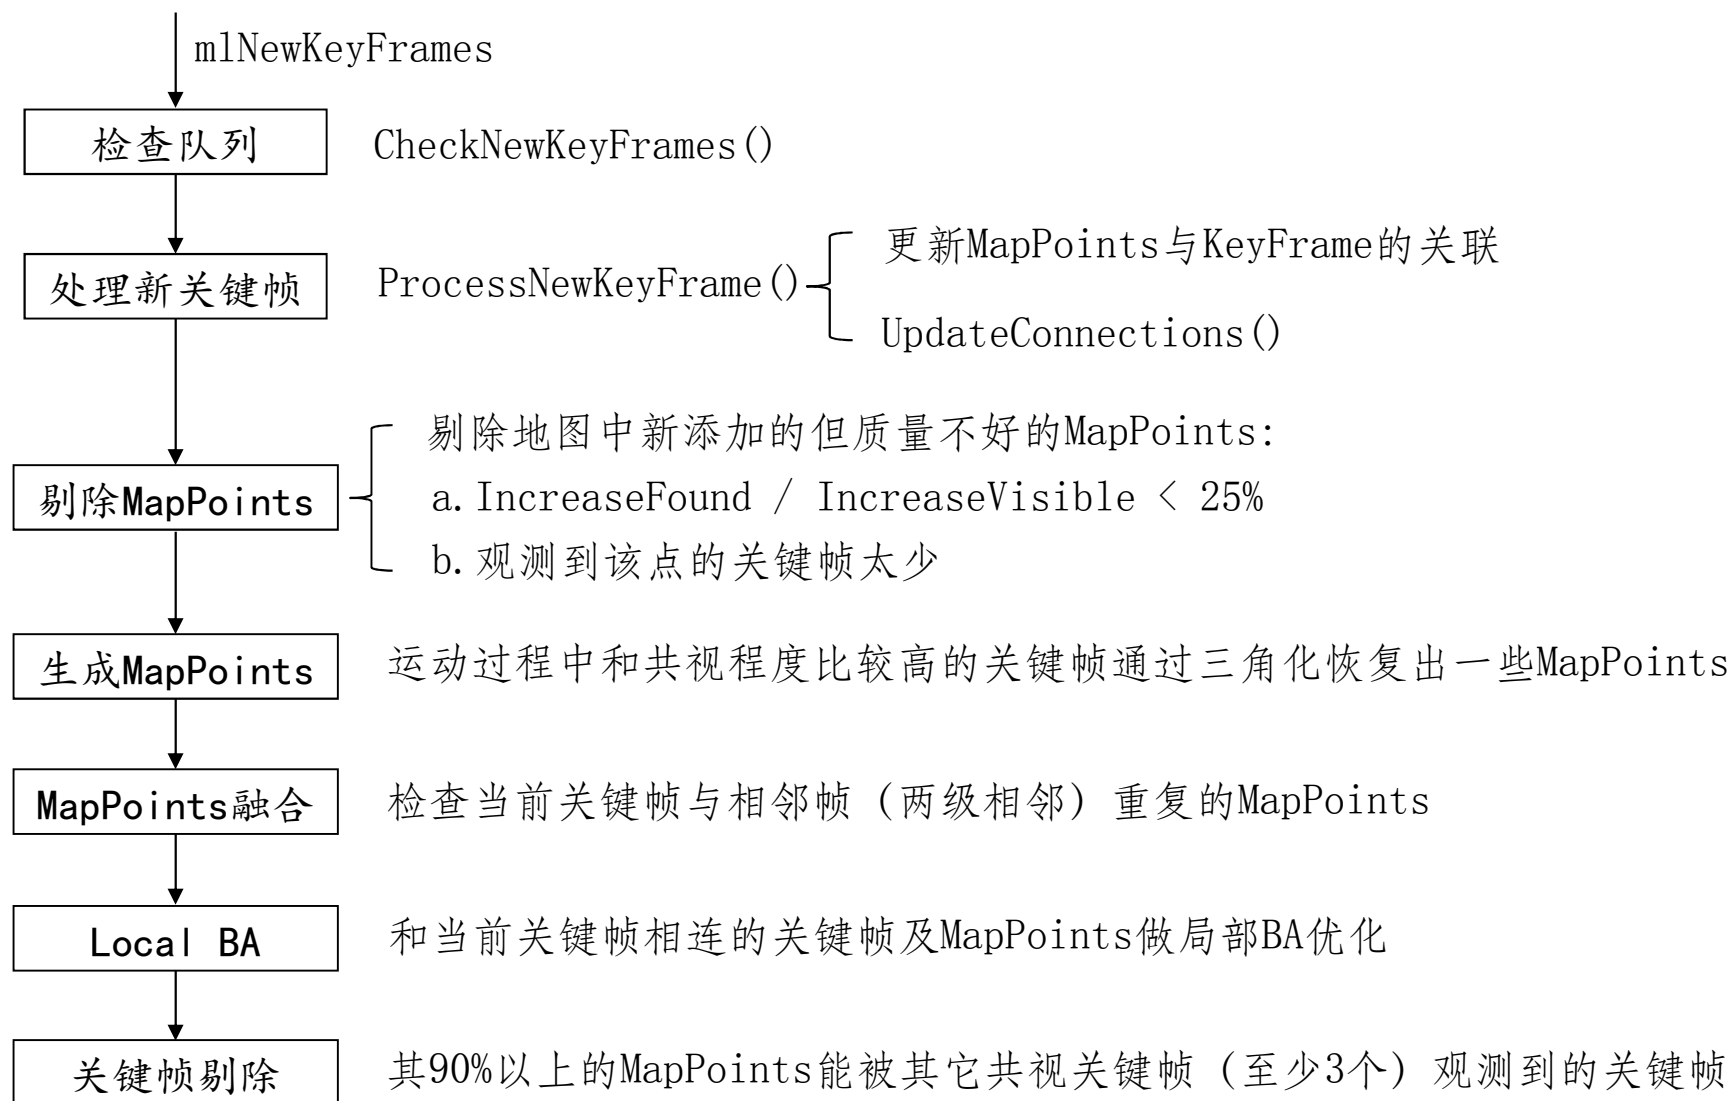 mlNewKeyFrames
检查队列 CheckNewKeyFrames()
更新MapPoints与KeyFrame的关联
处理新关键帧 ProcessNewKeyFrame()
UpdateConnections()
剔除地图中新添加的但质量不好的MapPoints:
剔除MapPoints a.IncreaseFound / IncreaseVisible < 25%
b.观测到该点的关键帧太少
生成MapPoints 运动过程中和共视程度比较高的关键帧通过三角化恢复出一些MapPoints
MapPoints融合 检查当前关键帧与相邻帧（两级相邻）重复的MapPoints
Local BA 和当前关键帧相连的关键帧及MapPoints做局部BA优化
关键帧剔除 其90%以上的MapPoints能被其它共视关键帧（至少3个）观测到的关键帧